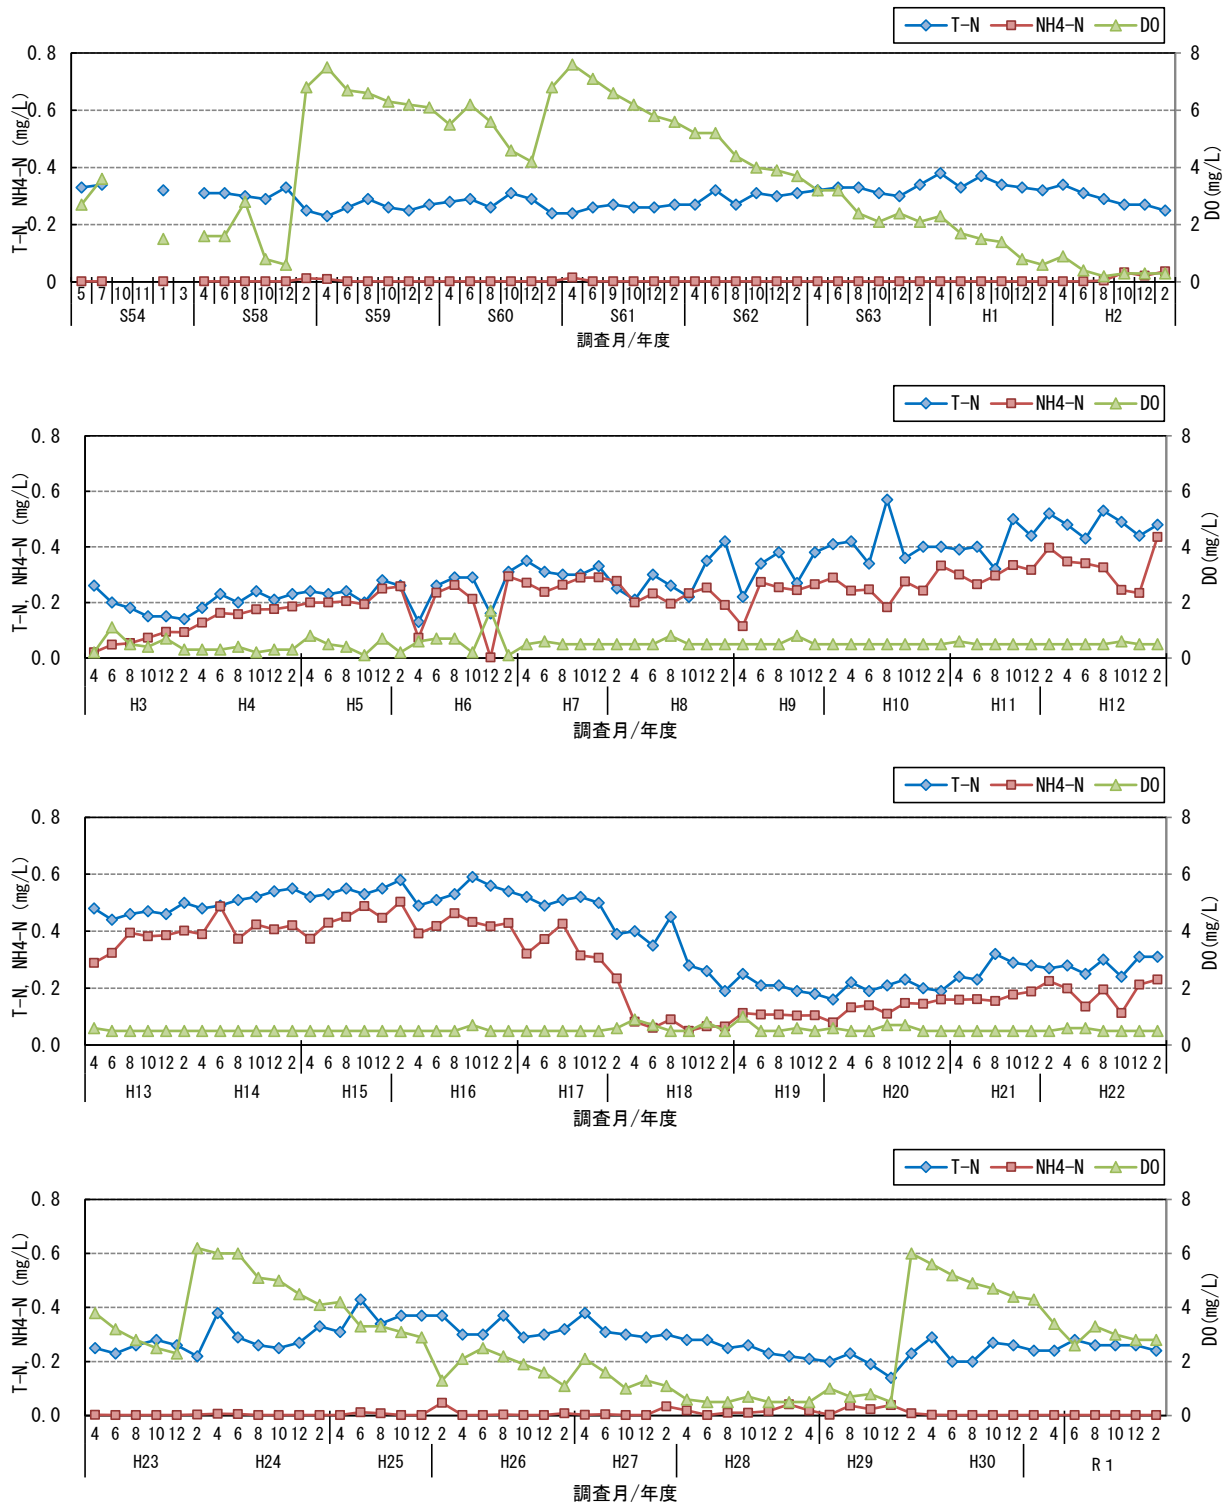 T-N NH4-N DO
T-N, NH4-N (mg/L)
0.8 0.6 0.4 0.2 0
8 6 4 2 0
DO(mg/L)
5 7 10 11 1 3 4 6 8 10 12 2 4 6 8 10 12 2 4 6 8 10 12 2 4 6 9 10 12 2 4 6 8 10 12 2 4 6 8 10 12 2 4 6 8 10 12 2 4 6 8 10 12 2
S54 S58 S59 S60 S61 S62 S63 H1 H2
調査月/年度
T-N NH4-N DO
T-N, NH4-N (mg/L)
0.8 0.6 0.4 0.2 0.0
8 6 4 2 0
DO(mg/L)
4 6 8 10 12 2 4 6 8 10 12 2 4 6 8 10 12 2 4 6 8 10 12 2 4 6 8 10 12 2 4 6 8 10 12 2 4 6 8 10 12 2 4 6 8 10 12 2 4 6 8 10 12 2 4 6 8 10 12 2
H3 H4 H5 H6 H7 H8 H9 H10 H11 H12
調査月/年度
T-N NH4-N DO
T-N, NH4-N (mg/L)
0.8 0.6 0.4 0.2 0.0
8 6 4 2 0
DO(mg/L)
4 6 8 10 12 2 4 6 8 10 12 2 4 6 8 10 12 2 4 6 8 10 12 2 4 6 8 10 12 2 4 6 8 10 12 2 4 6 8 10 12 2 4 6 8 10 12 2 4 6 8 10 12 2 4 6 8 10 12 2
H13 H14 H15 H16 H17 H18 H19 H20 H21 H22
調査月/年度
T-N NH4-N DO
T-N, NH4-N (mg/L)
0.8 0.6 0.4 0.2 0.0
8 6 4 2 0
DO(mg/L)
4 6 8 10 12 2 4 6 8 10 12 2 4 6 8 10 12 2 4 6 8 10 12 2 4 6 8 10 12 2 4 6 8 10 12 2 4 6 8 10 12 2 4 6 8 10 12 2 4 6 8 10 12 2
H23 H24 H25 H26 H27 H28 H29 H30 R1
調査月/年度